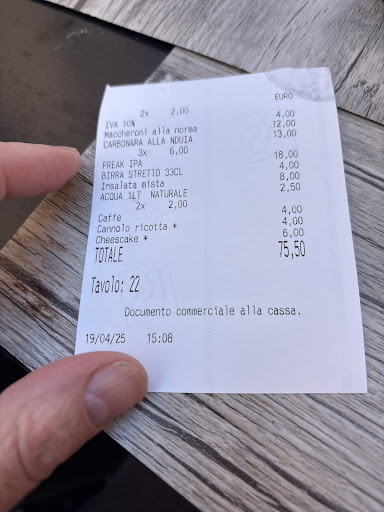 EURO
2x 2,00
IVA 10% 4,00
Maccheroni alla norma 12,00
CARBONARA ALLA NDUIA 13,00
3x 6,00
FREAK IPA 18,00
BIRRA STRETTO 33CL 4,00
Insalata mista 8,00
ACQUA 1LT NATURALE 2,50
2x 2,00
Caffe 4,00
Cannolo ricotta * 4,00
Cheescake * 6,00
TOTALE 75,50
Tavolo: 22
Documento commerciale alla cassa.
19/04/25 15:08